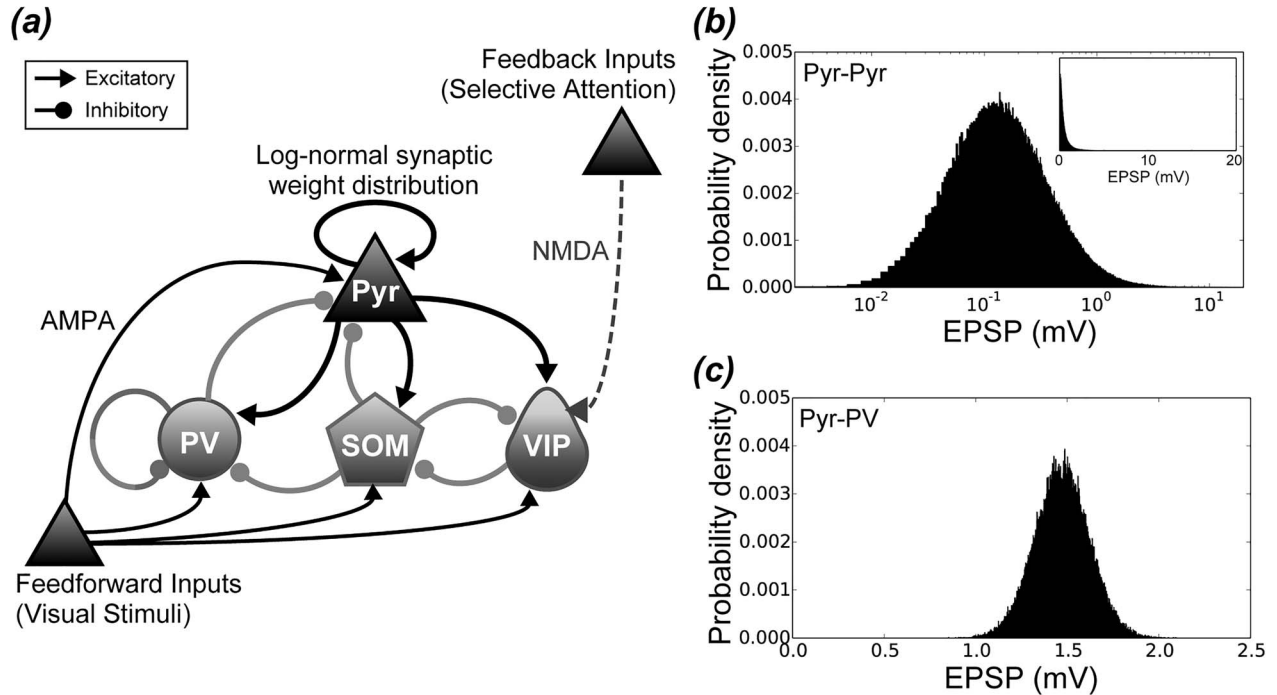 (a)
Excitatory
Inhibitory
Feedback Inputs
(Selective Attention)
Log-normal synaptic
weight distribution
NMDA
AMPA
Pyr
PV
SOM
VIP
Feedforward Inputs
(Visual Stimuli)
(b)
Pyr-Pyr
Probability density
0.005
0.004
0.003
0.002
0.001
0.000
10⁻²
10⁻¹
10⁰
10¹
EPSP (mV)
0 10 20
EPSP (mV)
(c)
Pyr-PV
Probability density
0.005
0.004
0.003
0.002
0.001
0.000
0.0 0.5 1.0 1.5 2.0 2.5
EPSP (mV)